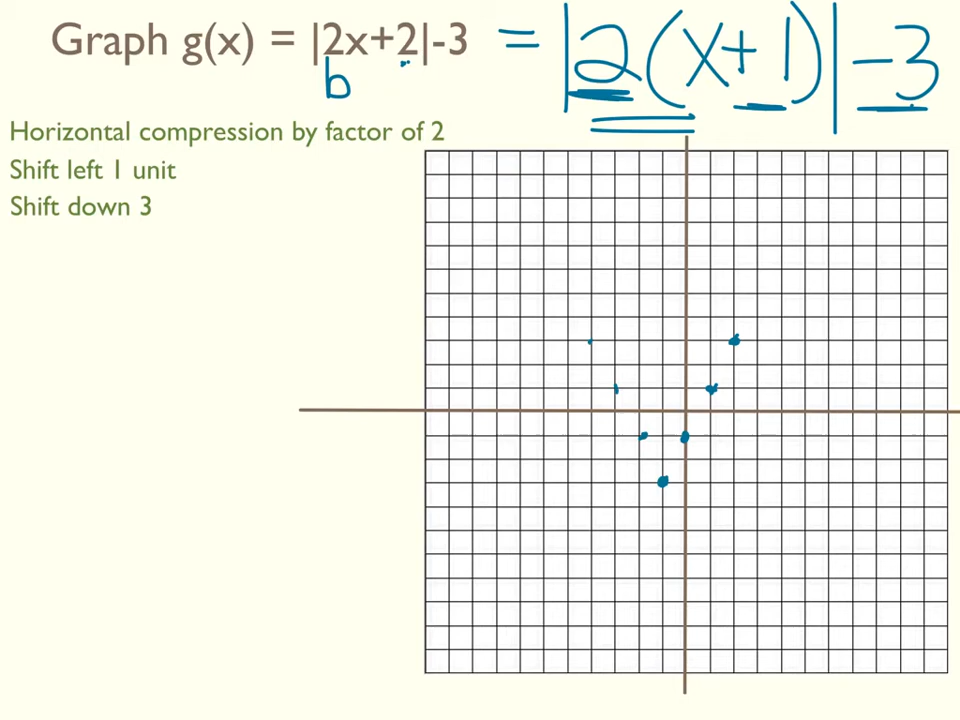 Graph g(x) = |2x+2|-3 = |2(x+1)|-3
b
Horizontal compression by factor of 2
Shift left 1 unit
Shift down 3